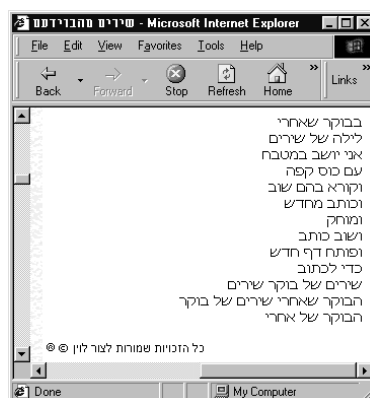 שירים מהבוידעם - Microsoft Internet Explorer
File Edit View Favorites Tools Help
Back Forward Stop Refresh Home » Links »
בבוקר שאחרי
לילה של שירים
אני יושב במטבח
עם כוס קפה
וקורא בהם שוב
וכותב מחדש
ומוחק
ושוב כותב
ופותח דף חדש
כדי לכתוב
שירים של בוקר שירים
הבוקר שאחרי שירים של בוקר
הבוקר של אחרי
כל הזכויות שמורות לצור לוין © ®
Done My Computer